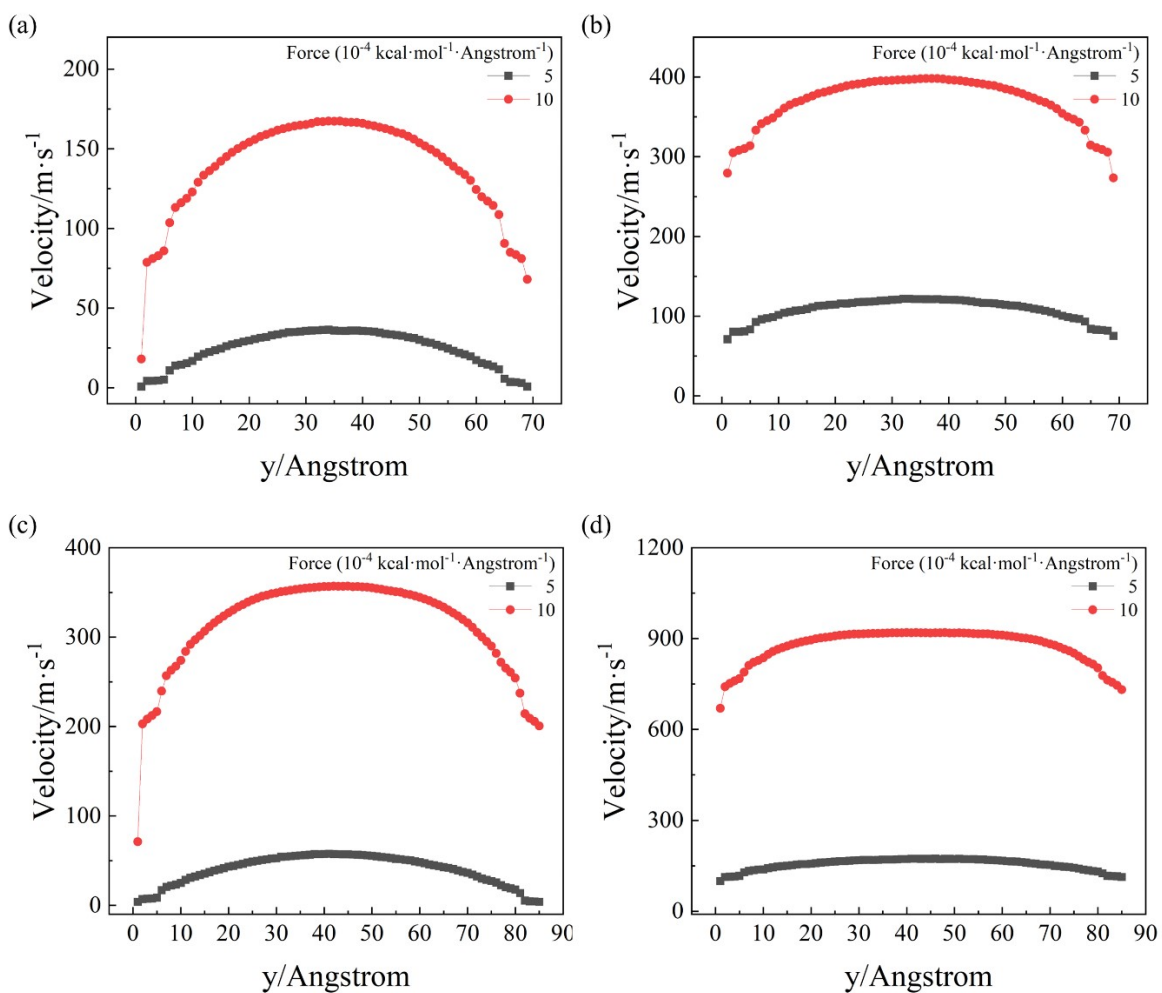 (a)
Force (10⁻⁴ kcal·mol⁻¹·Angstrom⁻¹)
5
10
200
150
100
50
0
Velocity/m·s⁻¹
0 10 20 30 40 50 60 70
y/Angstrom
(b)
Force (10⁻⁴ kcal·mol⁻¹·Angstrom⁻¹)
5
10
400
300
200
100
0
Velocity/m·s⁻¹
0 10 20 30 40 50 60 70
y/Angstrom
(c)
Force (10⁻⁴ kcal·mol⁻¹·Angstrom⁻¹)
5
10
400
300
200
100
0
Velocity/m·s⁻¹
0 10 20 30 40 50 60 70 80 90
y/Angstrom
(d)
Force (10⁻⁴ kcal·mol⁻¹·Angstrom⁻¹)
5
10
1200
900
600
300
0
Velocity/m·s⁻¹
0 10 20 30 40 50 60 70 80 90
y/Angstrom